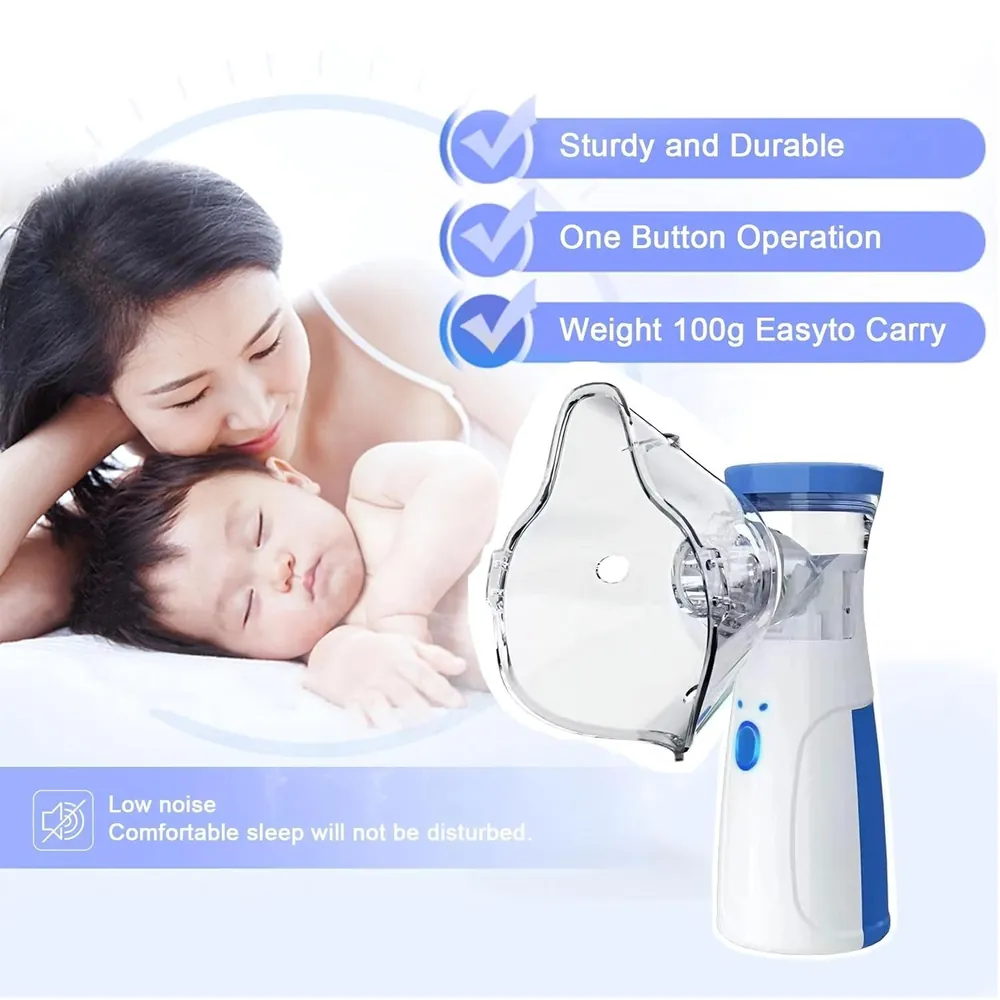 Sturdy and Durable
One Button Operation
Weight 100g Easyto Carry
Low noise
Comfortable sleep will not be disturbed.